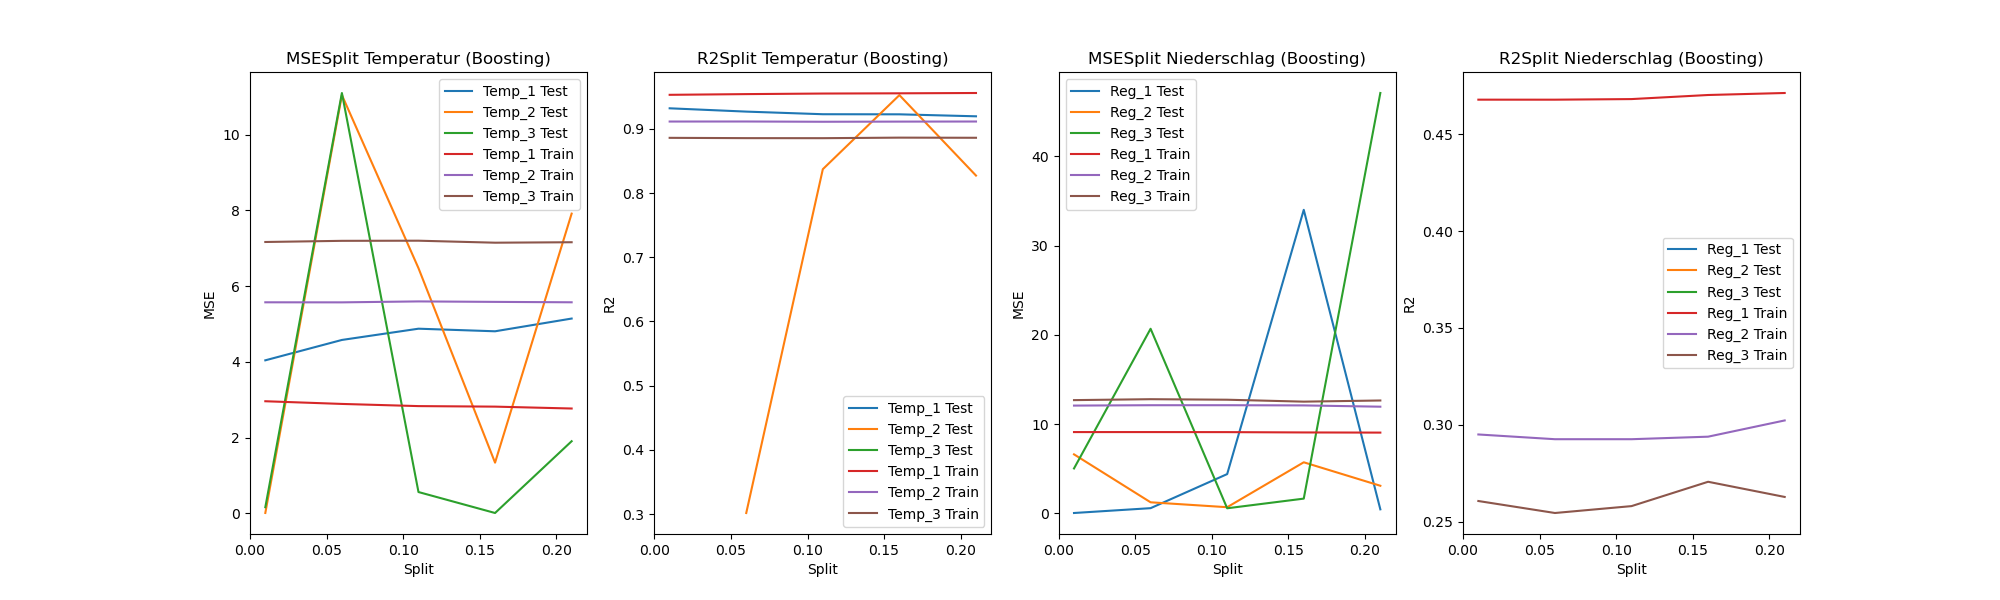 MSESplit Temperatur (Boosting)
MSE
10
8
6
4
2
0
0.00 0.05 0.10 0.15 0.20
Split
Temp_1 Test
Temp_2 Test
Temp_3 Test
Temp_1 Train
Temp_2 Train
Temp_3 Train
R2Split Temperatur (Boosting)
R2
0.9
0.8
0.7
0.6
0.5
0.4
0.3
0.00 0.05 0.10 0.15 0.20
Split
Temp_1 Test
Temp_2 Test
Temp_3 Test
Temp_1 Train
Temp_2 Train
Temp_3 Train
MSESplit Niederschlag (Boosting)
MSE
40
30
20
10
0
0.00 0.05 0.10 0.15 0.20
Split
Reg_1 Test
Reg_2 Test
Reg_3 Test
Reg_1 Train
Reg_2 Train
Reg_3 Train
R2Split Niederschlag (Boosting)
R2
0.45
0.40
0.35
0.30
0.25
0.00 0.05 0.10 0.15 0.20
Split
Reg_1 Test
Reg_2 Test
Reg_3 Test
Reg_1 Train
Reg_2 Train
Reg_3 Train